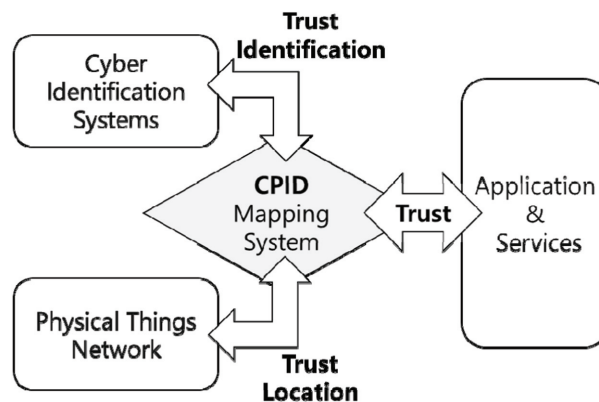 Trust
Identification
Cyber
Identification
Systems
CPID
Mapping
System
Trust
Application
&
Services
Physical Things
Network
Trust
Location